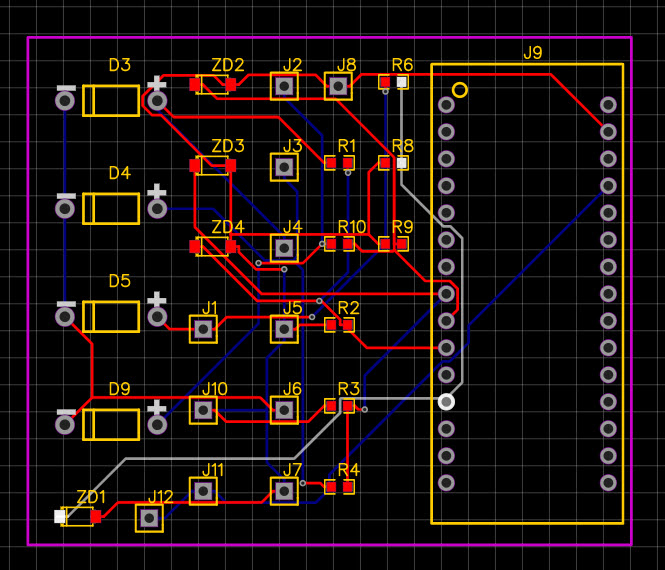 J9
D3 ZD2 J2 J8 R6
D4 ZD3 J3 R1 R8
ZD4 J4 R10 R9
D5 J1 J5 R2
D9 J10 J6 R3
J11 J7 R4
ZD1 J12